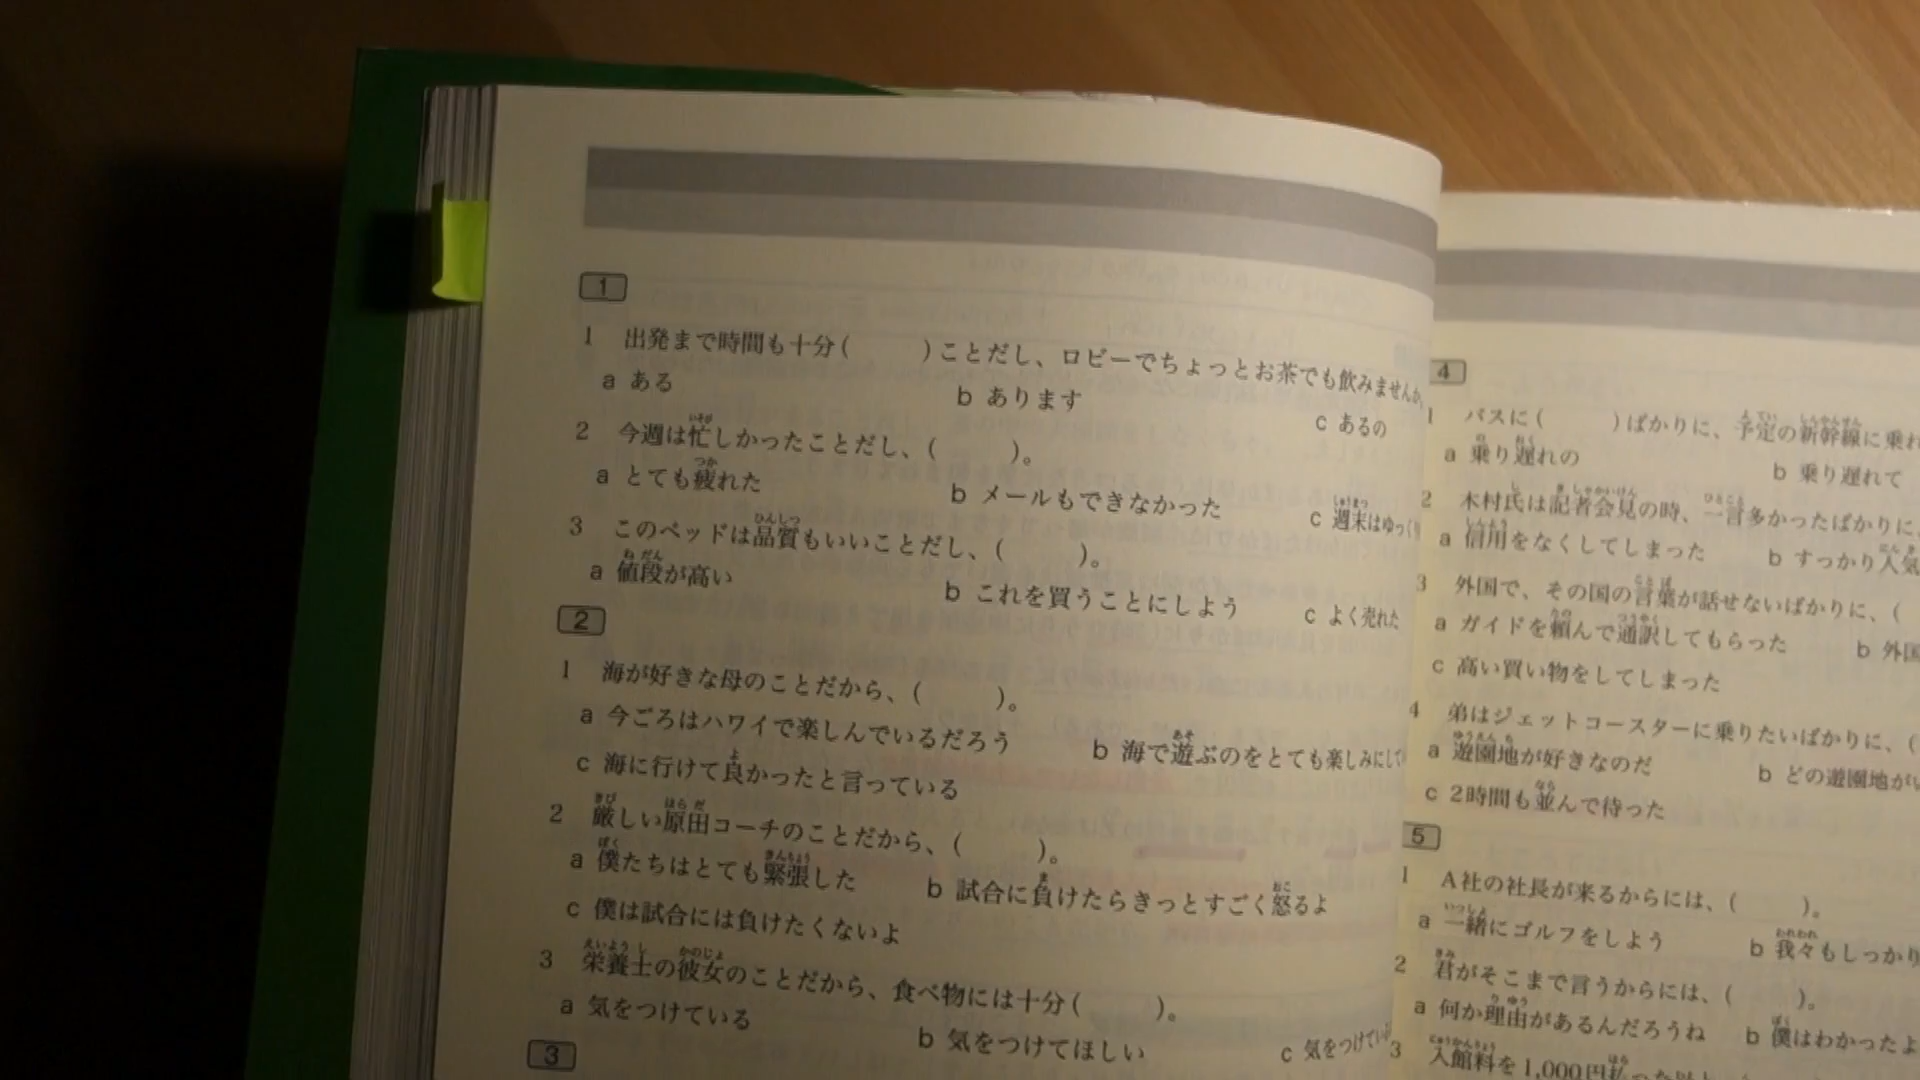 1
1 出発まで時間も十分( )ことだし、ロビーでちょっとお茶でも飲みませんか。
a ある b あります c あるの
2 今週は忙しかったことだし、( )。
a とても疲れた b メールもできなかった c 週末はゆっくり
3 このベッドは品質もいいことだし、( )。
a 値段が高い b これを買うことにしよう c よく売れた
2
1 海が好きな母のことだから、( )。
a 今ごろはハワイで楽しんでいるだろう b 海で遊ぶのをとても楽しみにして
c 海に行けて良かったと言っている
2 厳しい原田コーチのことだから、( )。
a 僕たちはとても緊張した b 試合に負けたらきっとすごく怒るよ
c 僕は試合には負けたくないよ
3 栄養士の彼女のことだから、食べ物には十分( )。
a 気をつけている b 気をつけてほしい c 気をつけてい
3
4
1 バスに( )ばかりに、予定の新幹線に乗れ
a 乗り遅れの b 乗り遅れて
2 木村氏は記者会見の時、一言多かったばかりに、
a 信用をなくしてしまった b すっかり人気
3 外国で、その国の言葉が話せないばかりに、(
a ガイドを頼んで通訳してもらった b 外国
c 高い買い物をしてしまった
4 弟はジェットコースターに乗りたいばかりに、(
a 遊園地が好きなのだ b どの遊園地が
c 2時間も並んで待った
5
1 A社の社長が来るからには、( )。
a 一緒にゴルフをしよう b 我々もしっかり
2 君がそこまで言うからには、( )。
a 何か理由があるんだろうね b 僕はわかったよ
3 入館料を1,000円払った